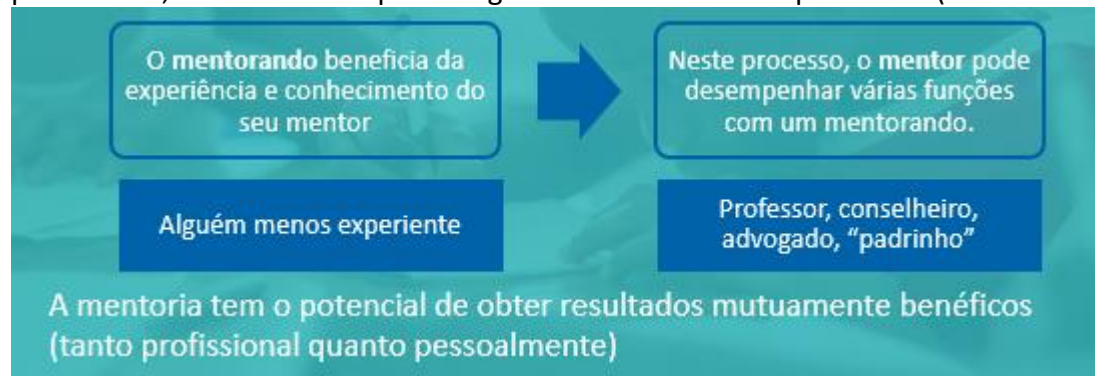 O mentorando beneficia da
experiência e conhecimento do
seu mentor
Neste processo, o mentor pode
desempenhar várias funções
com um mentorando.
Alguém menos experiente
Professor, conselheiro,
advogado, “padrinho”
A mentoria tem o potencial de obter resultados mutuamente benéficos
(tanto profissional quanto pessoalmente)